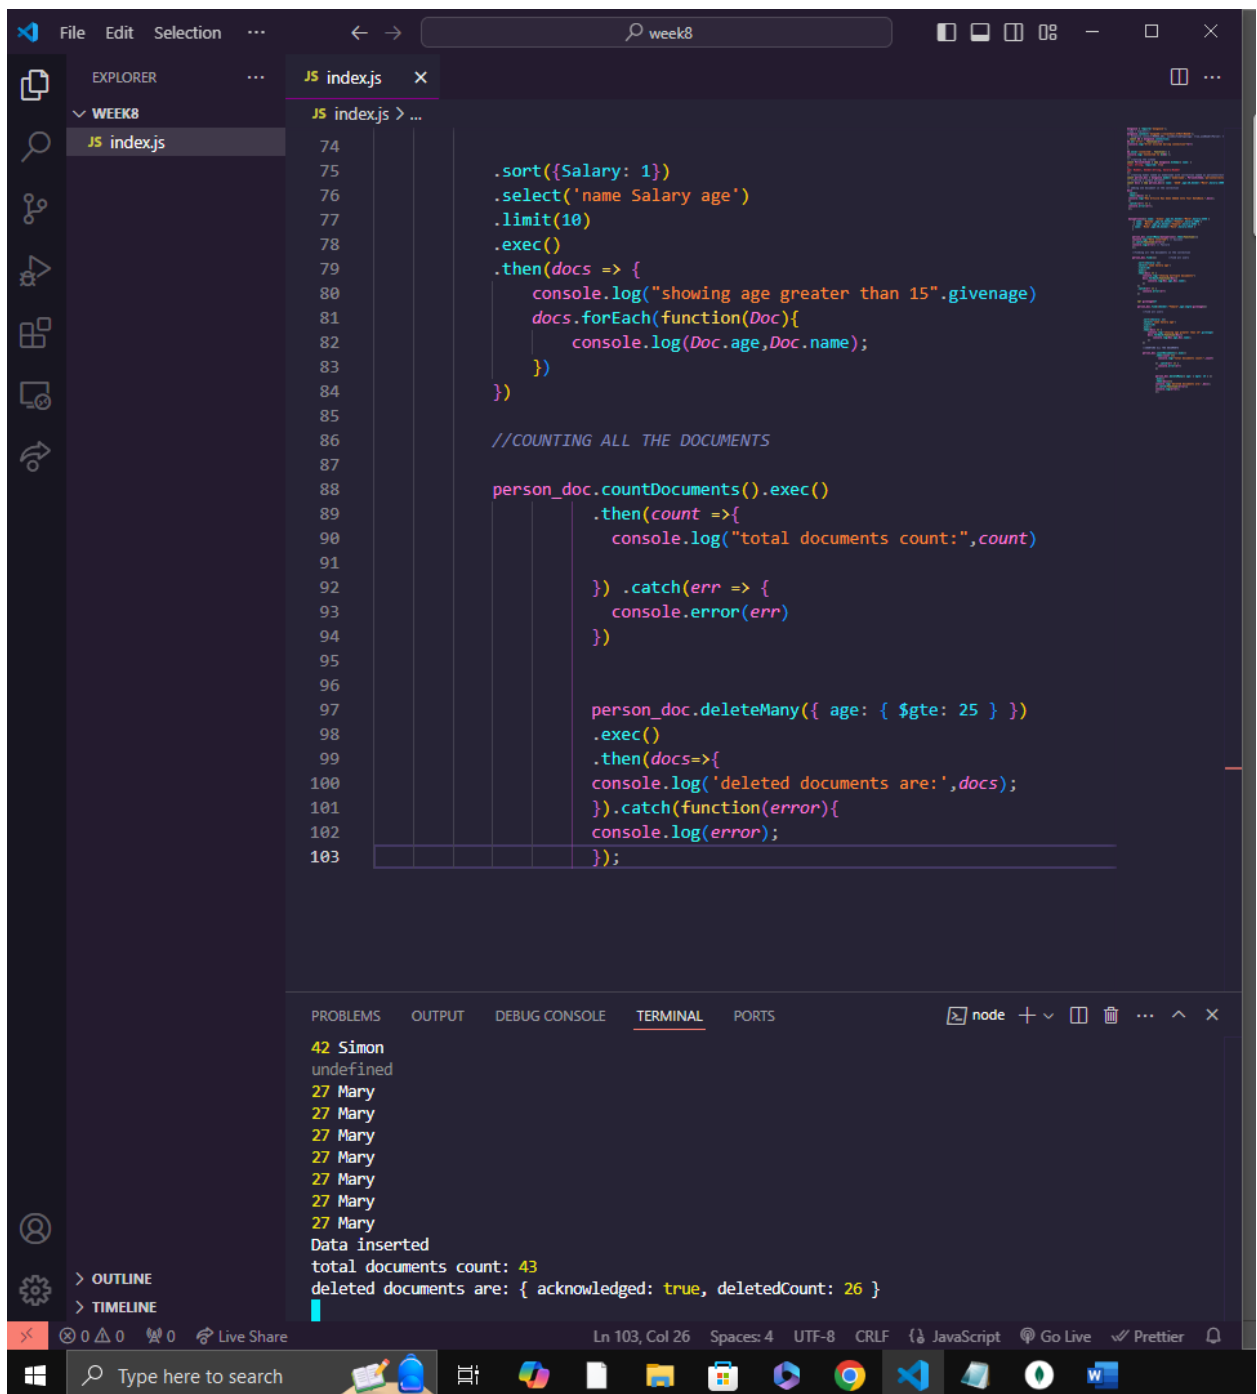 File Edit Selection ··· ← → week8
EXPLORER ···
WEEK8
JS index.js
JS index.js ×
JS index.js > ...
74
75 .sort({Salary: 1})
76 .select('name Salary age')
77 .limit(10)
78 .exec()
79 .then(docs => {
80 console.log("showing age greater than 15".givenage)
81 docs.forEach(function(Doc){
82 console.log(Doc.age,Doc.name);
83 })
84 })
85
86 //COUNTING ALL THE DOCUMENTS
87
88 person_doc.countDocuments().exec()
89 .then(count =>{
90 console.log("total documents count:",count)
91
92 }) .catch(err => {
93 console.error(err)
94 })
95
96
97 person_doc.deleteMany({ age: { $gte: 25 } })
98 .exec()
99 .then(docs=>{
100 console.log('deleted documents are:',docs);
101 }).catch(function(error){
102 console.log(error);
103 });
PROBLEMS OUTPUT DEBUG CONSOLE TERMINAL PORTS node
42 Simon
undefined
27 Mary
27 Mary
27 Mary
27 Mary
27 Mary
27 Mary
27 Mary
Data inserted
total documents count: 43
deleted documents are: { acknowledged: true, deletedCount: 26 }
OUTLINE
TIMELINE
0 0 0 Live Share Ln 103, Col 26 Spaces: 4 UTF-8 CRLF JavaScript Go Live Prettier
Type here to search